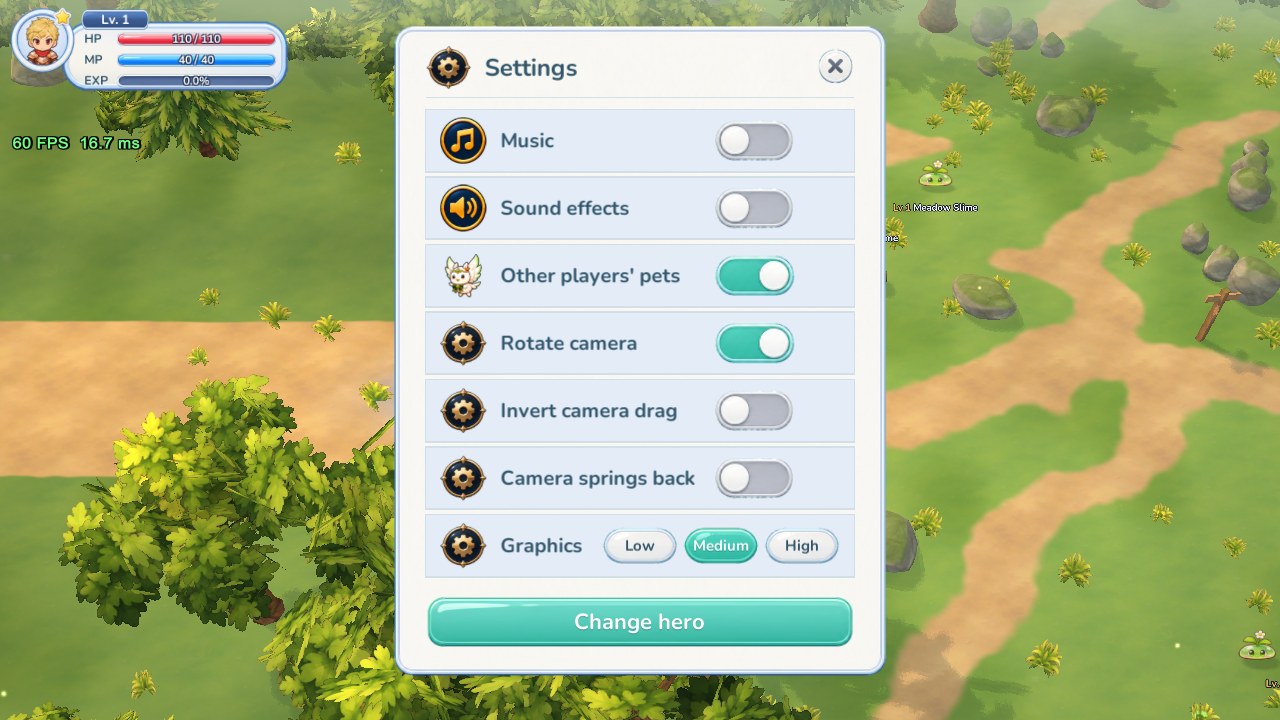 Lv. 1
HP 110 / 110
MP 40 / 40
EXP 0.0%
60 FPS 16.7 ms
Settings
Music
Sound effects
Other players' pets
Rotate camera
Invert camera drag
Camera springs back
Graphics Low Medium High
Change hero
Lv.1 Meadow Slime
me
Lv.